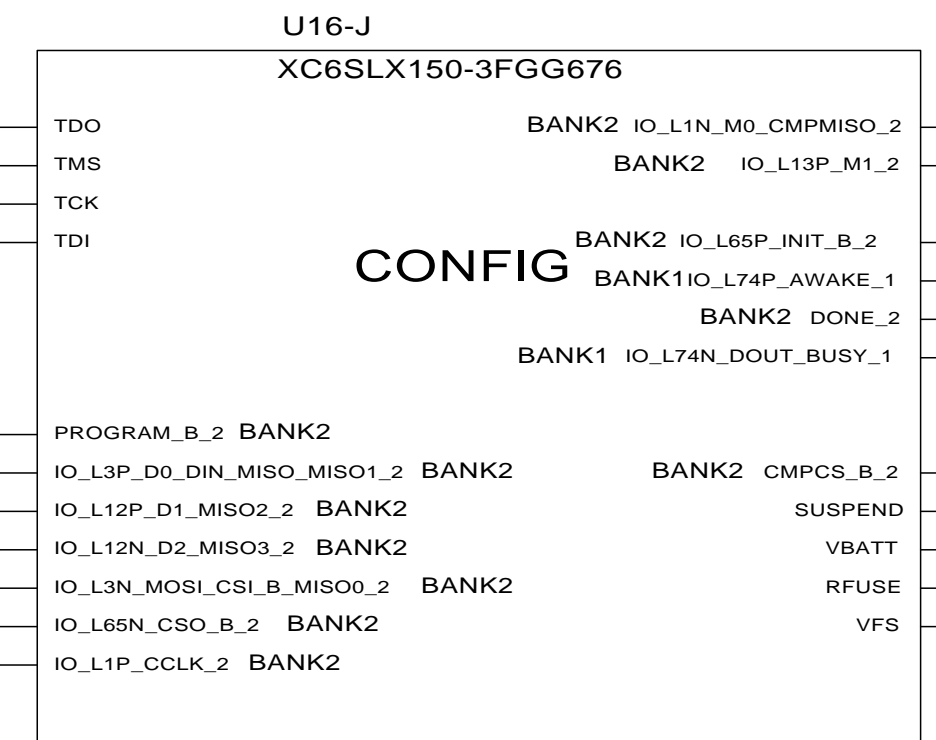 U16-J
XC6SLX150-3FGG676
TDO BANK2 IO_L1N_M0_CMPMISO_2
TMS BANK2 IO_L13P_M1_2
TCK
TDI BANK2 IO_L65P_INIT_B_2
CONFIG
BANK1 IO_L74P_AWAKE_1
BANK2 DONE_2
BANK1 IO_L74N_DOUT_BUSY_1
PROGRAM_B_2 BANK2
IO_L3P_D0_DIN_MISO_MISO1_2 BANK2 BANK2 CMPCS_B_2
IO_L12P_D1_MISO2_2 BANK2 SUSPEND
IO_L12N_D2_MISO3_2 BANK2 VBATT
IO_L3N_MOSI_CSI_B_MISO0_2 BANK2 RFUSE
IO_L65N_CSO_B_2 BANK2 VFS
IO_L1P_CCLK_2 BANK2